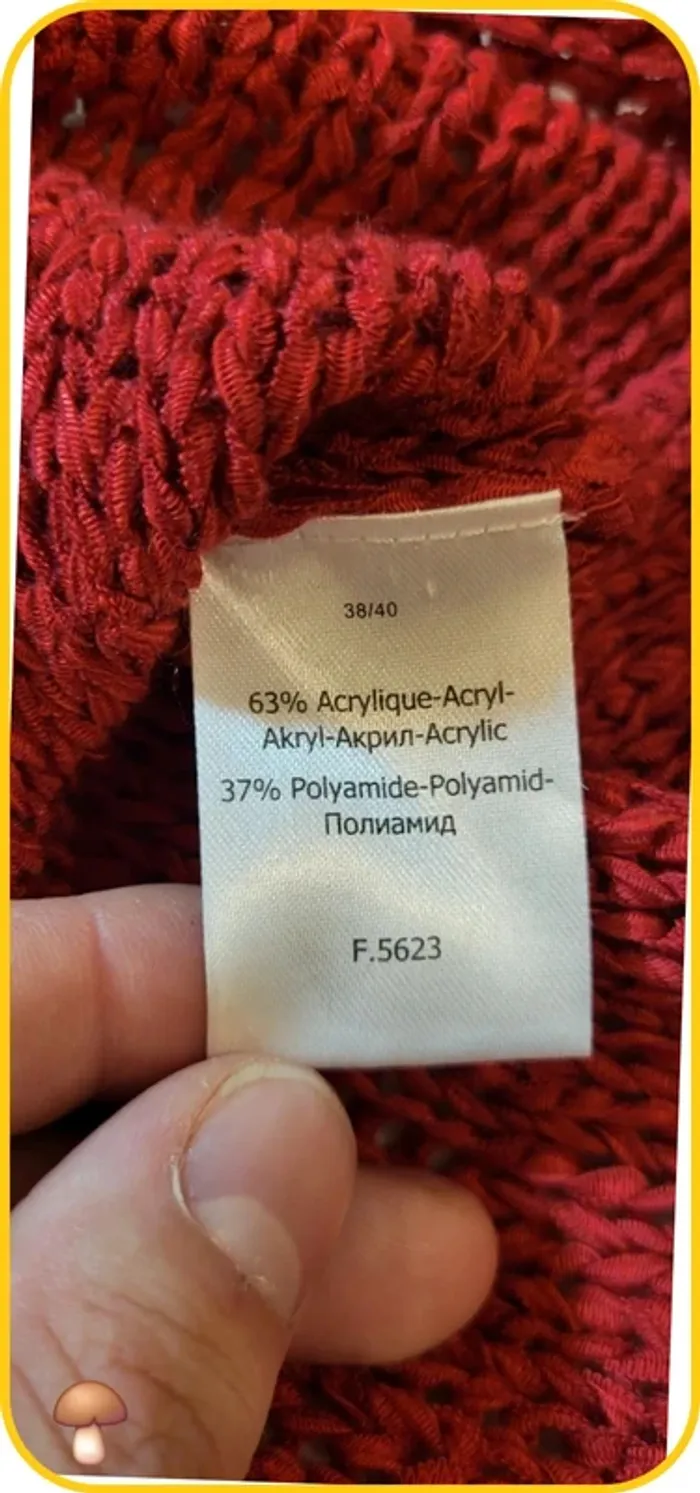 38/40
63% Acrylique-Acryl-
Akryl-Акрил-Acrylic
37% Polyamide-Polyamid-
Полиамид
F.5623